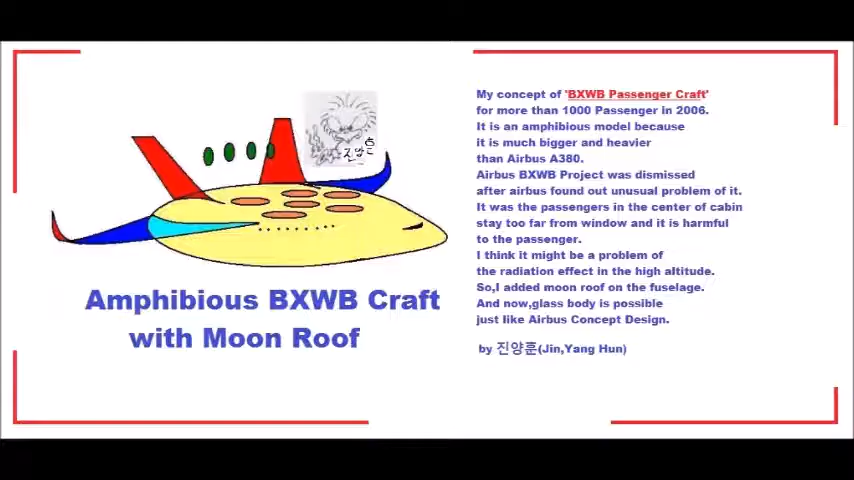 My concept of 'BXWB Passenger Craft'
for more than 1000 Passenger in 2006.
It is an amphibious model because
it is much bigger and heavier
than Airbus A380.
Airbus BXWB Project was dismissed
after airbus found out unusual problem of it.
It was the passengers in the center of cabin
stay too far from window and it is harmful
to the passenger.
I think it might be a problem of
the radiation effect in the high altitude.
So,I added moon roof on the fuselage.
And now,glass body is possible
just like Airbus Concept Design.
by 진양훈(Jin,Yang Hun)
진양훈
Amphibious BXWB Craft
with Moon Roof